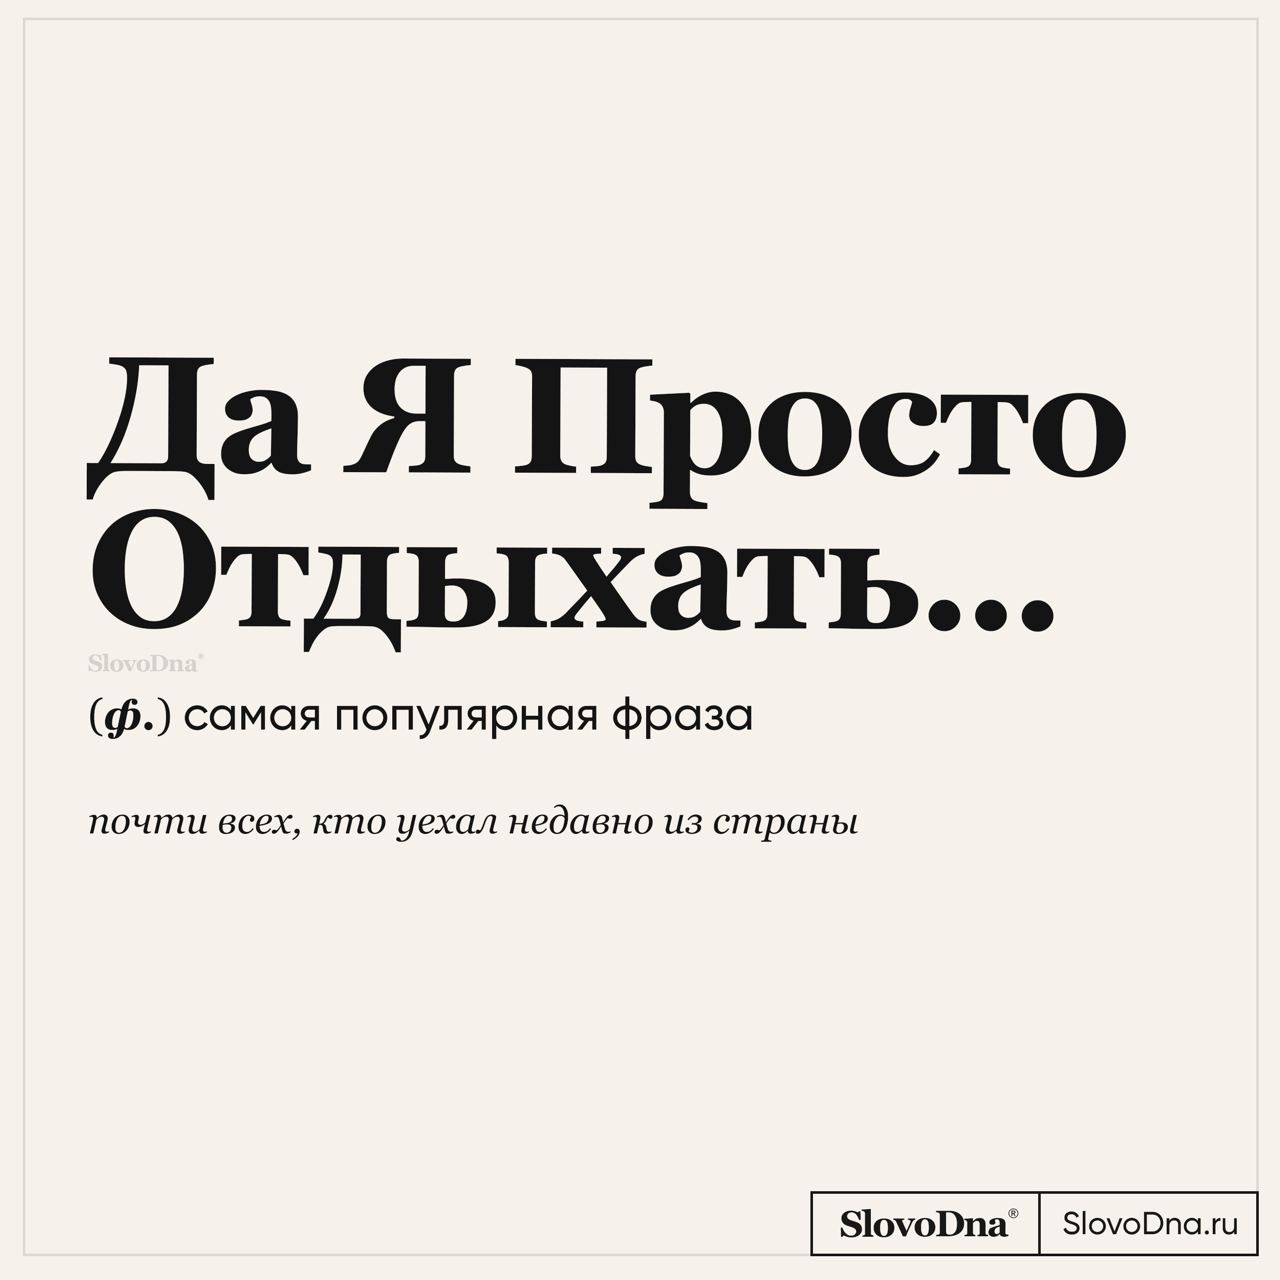 Да Я Просто
Отдыхать...
SlovoDna®
(ф.) самая популярная фраза
почти всех, кто уехал недавно из страны
SlovoDna® SlovoDna.ru